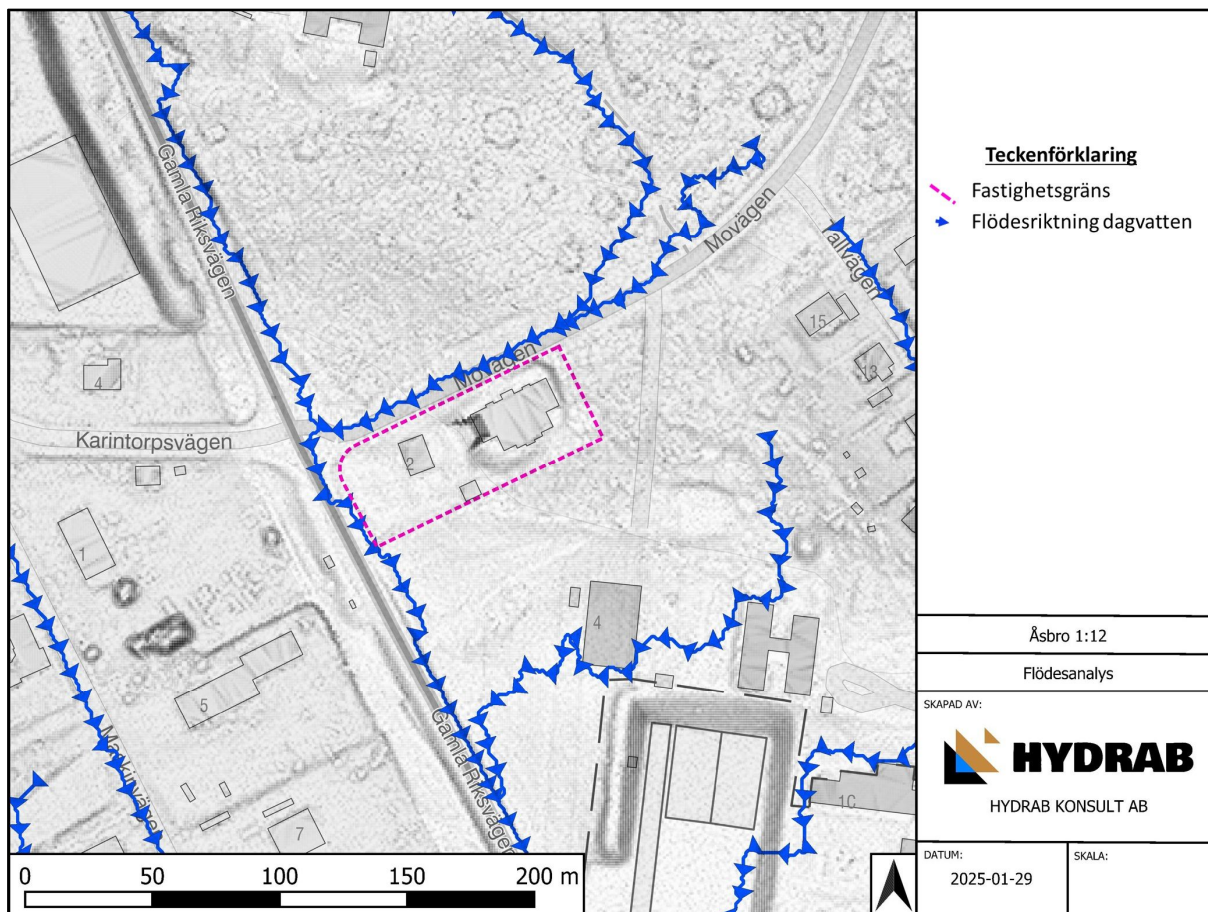 Gamla Riksvägen
Movägen
Movägen
Tallvägen
15
13
4
Karintorpsvägen
2
1
4
5
Gamla Riksvägen
7
1C
0 50 100 150 200 m
Teckenförklaring
Fastighetsgräns
Flödesriktning dagvatten
Åsbro 1:12
Flödesanalys
SKAPAD AV:
HYDRAB
HYDRAB KONSULT AB
DATUM:
2025-01-29
SKALA: